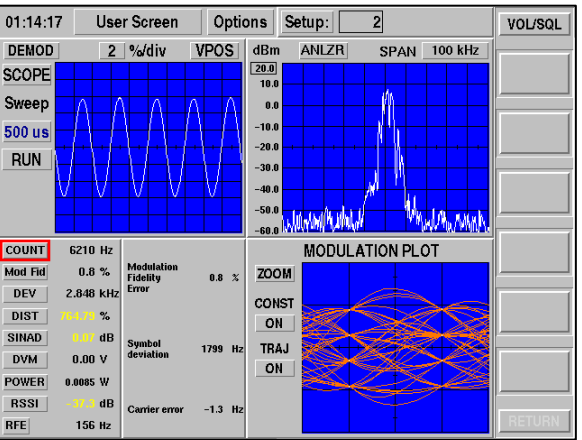 01:14:17 User Screen Options Setup: 2 VOL/SQL
DEMOD 2 %/div VPOS dBm ANLZR SPAN 100 kHz
SCOPE
Sweep
500 us
RUN
20.0
10.0
0.0
-10.0
-20.0
-30.0
-40.0
-50.0
-60.0
COUNT 6210 Hz
Mod Fid 0.8 %
DEV 2.848 kHz
DIST 764.79 %
SINAD 0.07 dB
DVM 0.00 V
POWER 0.0085 W
RSSI -37.3 dB
RFE 156 Hz
Modulation
Fidelity 0.8 %
Error
Symbol 1799 Hz
deviation
Carrier error -1.3 Hz
MODULATION PLOT
ZOOM
CONST
ON
TRAJ
ON
RETURN